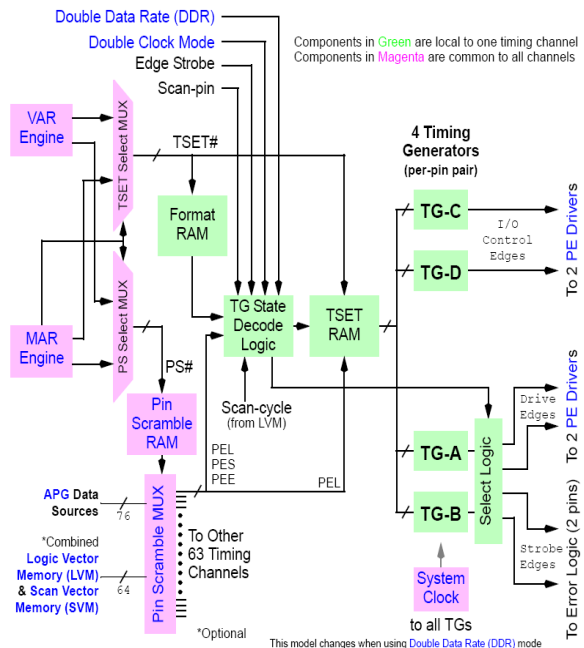 Double Data Rate (DDR)
Double Clock Mode
Edge Strobe
Scan-pin
Components in Green are local to one timing channel
Components in Magenta are common to all channels
VAR
Engine
TSET Select MUX
TSET#
Format
RAM
4 Timing
Generators
(per-pin pair)
TG-C
TG-D
I/O
Control
Edges
To 2 PE Drivers
MAR
Engine
PS Select MUX
PS#
TG State
Decode
Logic
TSET
RAM
Scan-cycle
(from LVM)
Pin
Scramble
RAM
PEL
PES
PEE
PEL
TG-A
TG-B
Select Logic
Drive
Edges
To 2 PE Drivers
Strobe
Edges
To Error Logic (2 pins)
APG Data
Sources
76
*Combined
Logic Vector
Memory (LVM)
& Scan Vector
Memory (SVM)
64
Pin Scramble MUX
To Other
63 Timing
Channels
*Optional
System
Clock
to all TGs
This model changes when using Double Data Rate (DDR) mode